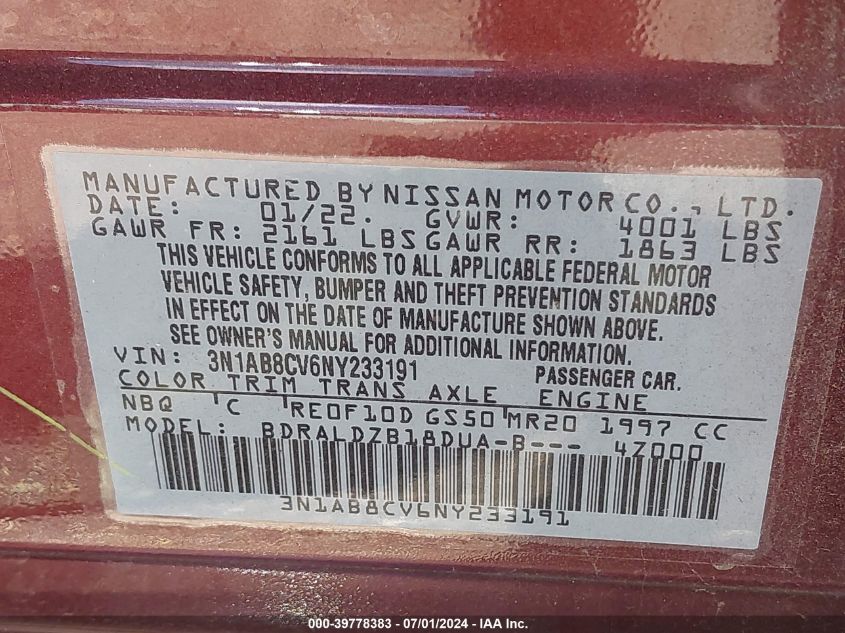 MANUFACTURED BY NISSAN MOTOR CO., LTD.
DATE: 01/22. GVWR: 4001 LBS
GAWR FR: 2161 LBS GAWR RR: 1863 LBS
THIS VEHICLE CONFORMS TO ALL APPLICABLE FEDERAL MOTOR
VEHICLE SAFETY, BUMPER AND THEFT PREVENTION STANDARDS
IN EFFECT ON THE DATE OF MANUFACTURE SHOWN ABOVE.
SEE OWNER'S MANUAL FOR ADDITIONAL INFORMATION.
VIN: 3N1AB8CV6NY233191 PASSENGER CAR.
COLOR TRIM TRANS AXLE ENGINE
NBQ 'C RE0F10D GS50 MR20 1997 CC
MODEL: BDRALDZB18DUA-B--- 4Z000
3N1AB8CV6NY233191
000-39778383 / 07/01/2024 - IAA Inc.